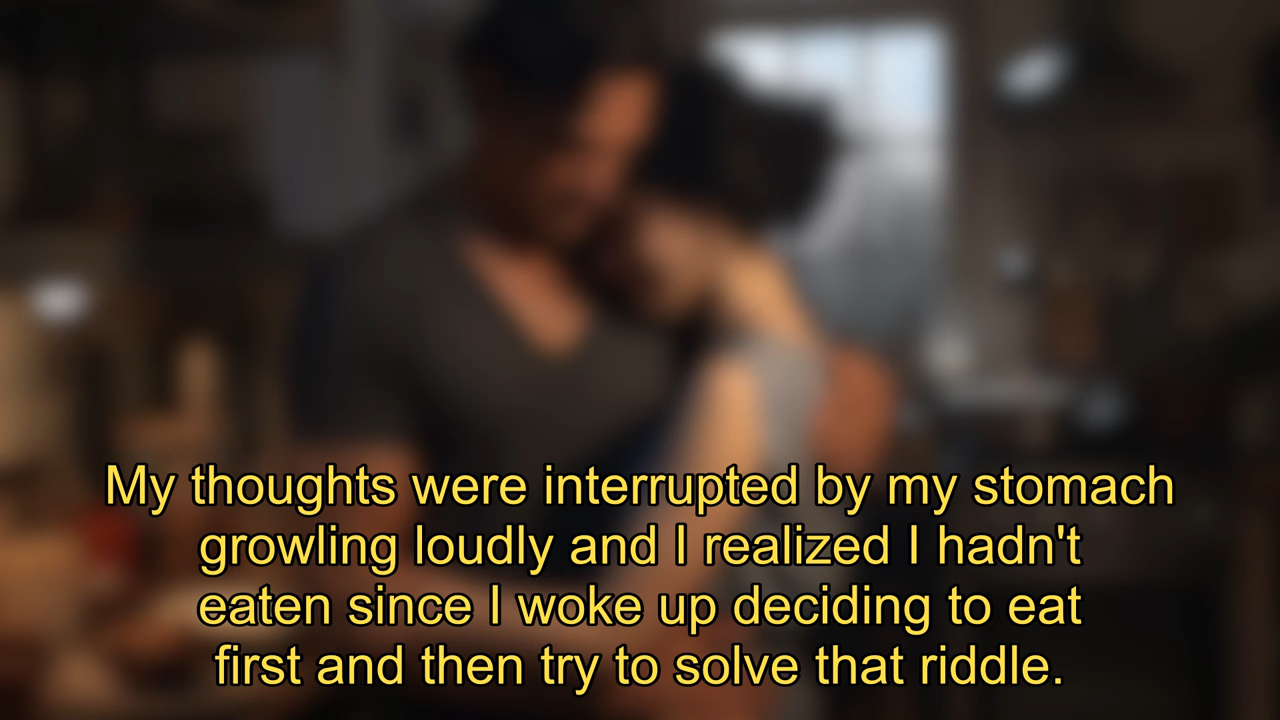 My thoughts were interrupted by my stomach
growling loudly and I realized I hadn't
eaten since I woke up deciding to eat
first and then try to solve that riddle.